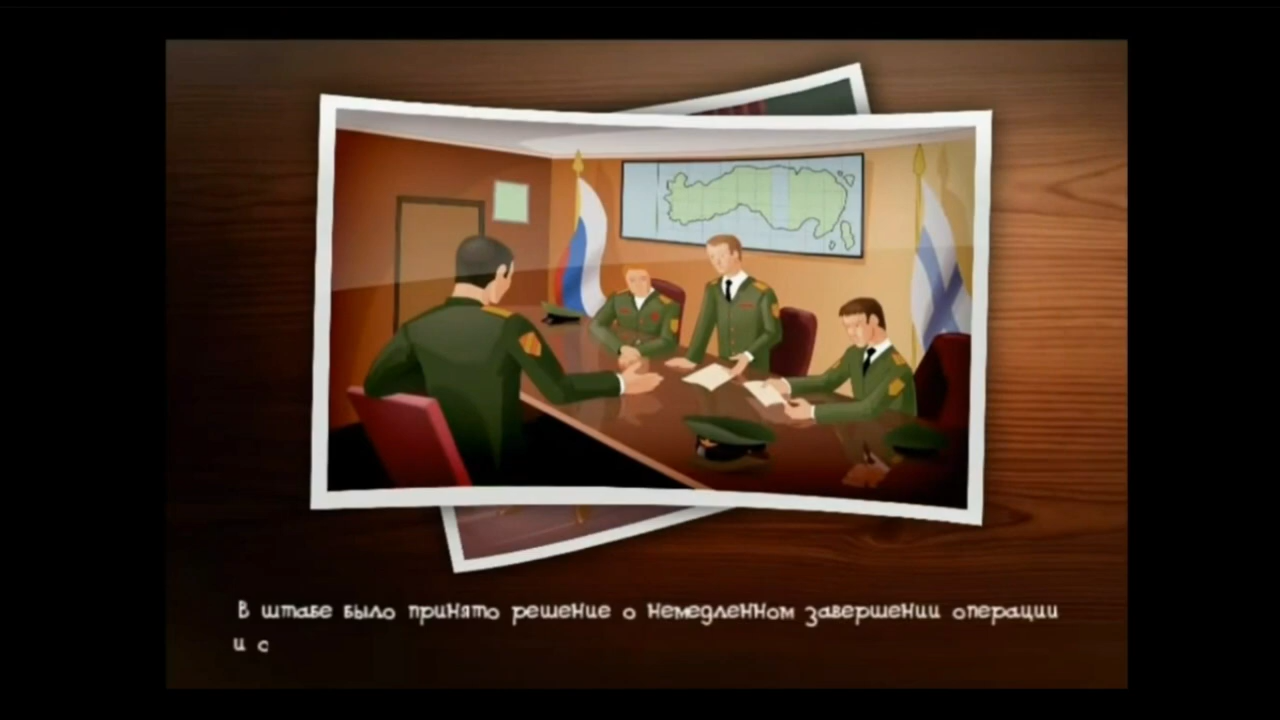 В штабе было принято решение о немедленном завершении операции
и с